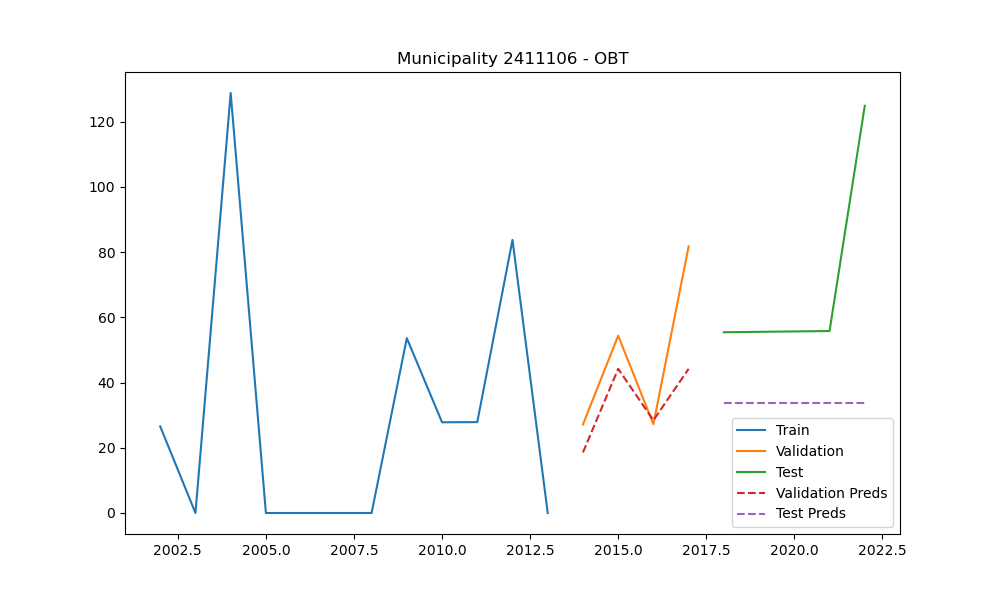 Municipality 2411106 - OBT
120
100
80
60
40
20
0
2002.5 2005.0 2007.5 2010.0 2012.5 2015.0 2017.5 2020.0 2022.5
Train
Validation
Test
Validation Preds
Test Preds